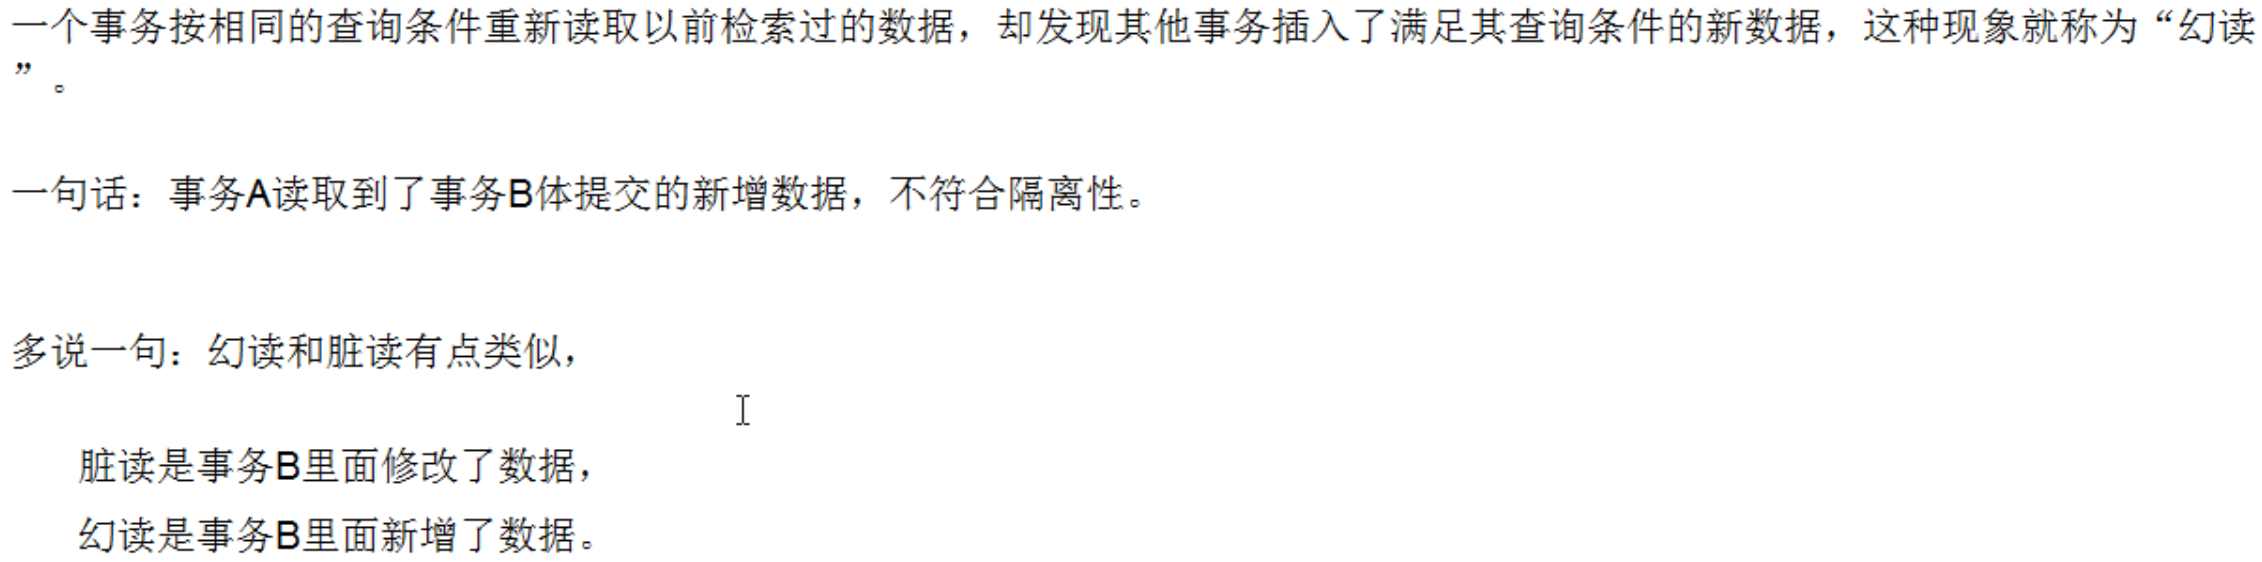 一个事务按相同的查询条件重新读取以前检索过的数据，却发现其他事务插入了满足其查询条件的新数据，这种现象就称为“幻读
”。
一句话：事务A读取到了事务B体提交的新增数据，不符合隔离性。
多说一句：幻读和脏读有点类似，
脏读是事务B里面修改了数据，
幻读是事务B里面新增了数据。